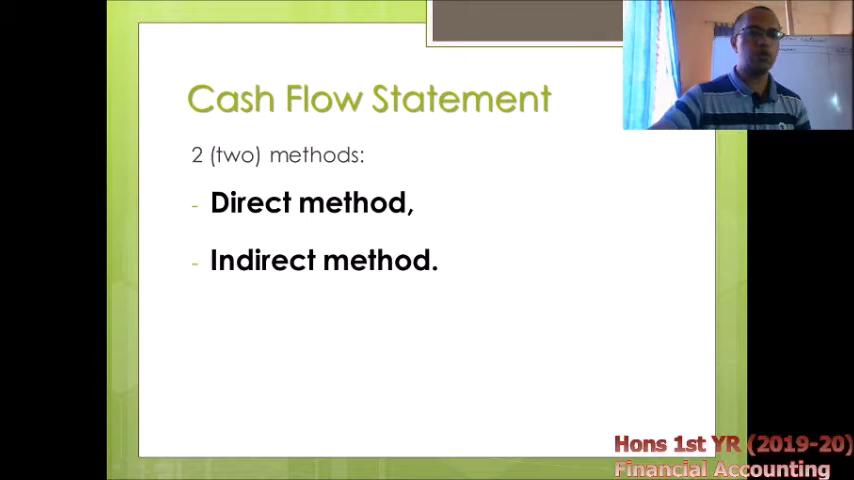 Cash Flow Statement
2 (two) methods:
- Direct method,
- Indirect method.
Hons 1st YR (2019-20)
Financial Accounting